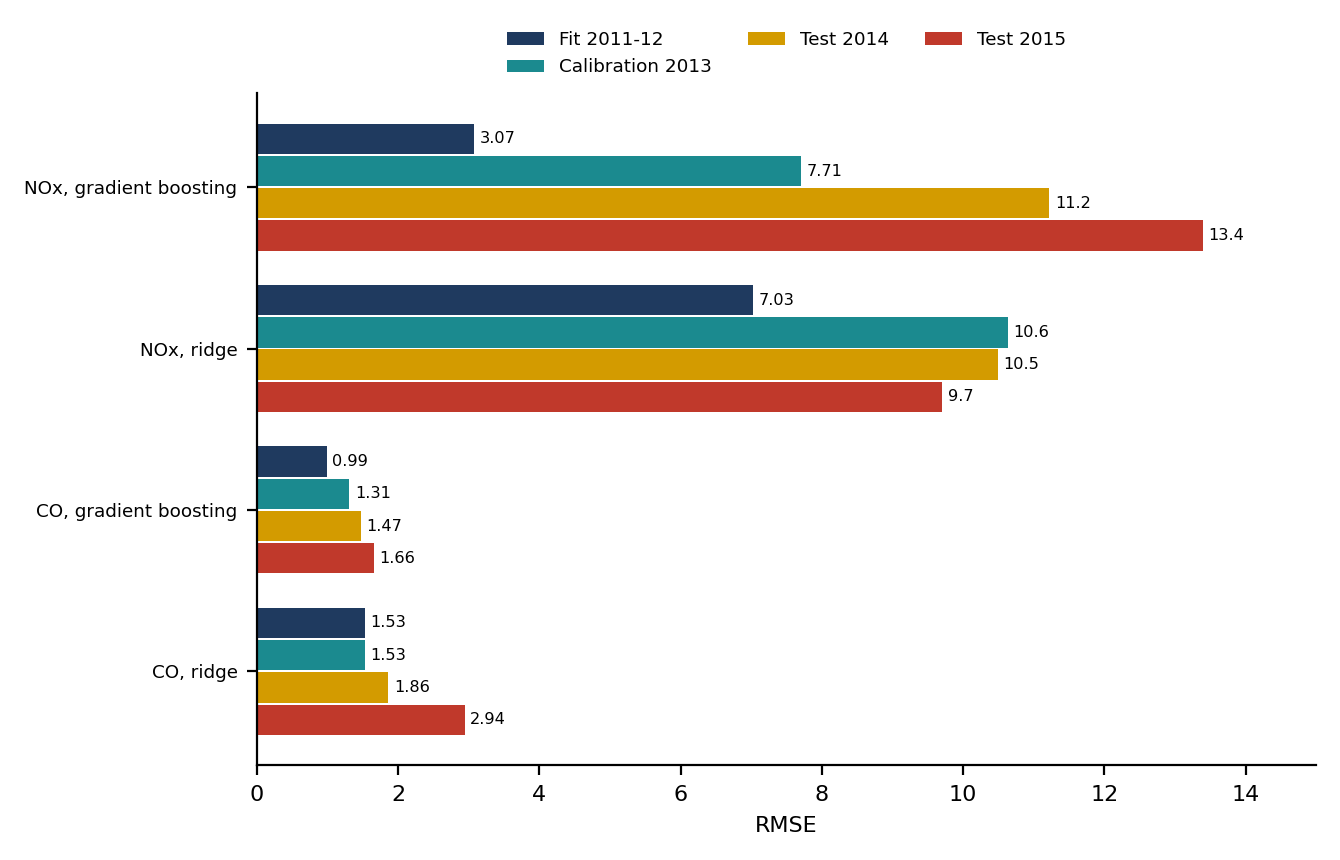 Fit 2011-12
Calibration 2013
Test 2014
Test 2015
NOx, gradient boosting
3.07
7.71
11.2
13.4
NOx, ridge
7.03
10.6
10.5
9.7
CO, gradient boosting
0.99
1.31
1.47
1.66
CO, ridge
1.53
1.53
1.86
2.94
0 2 4 6 8 10 12 14
RMSE